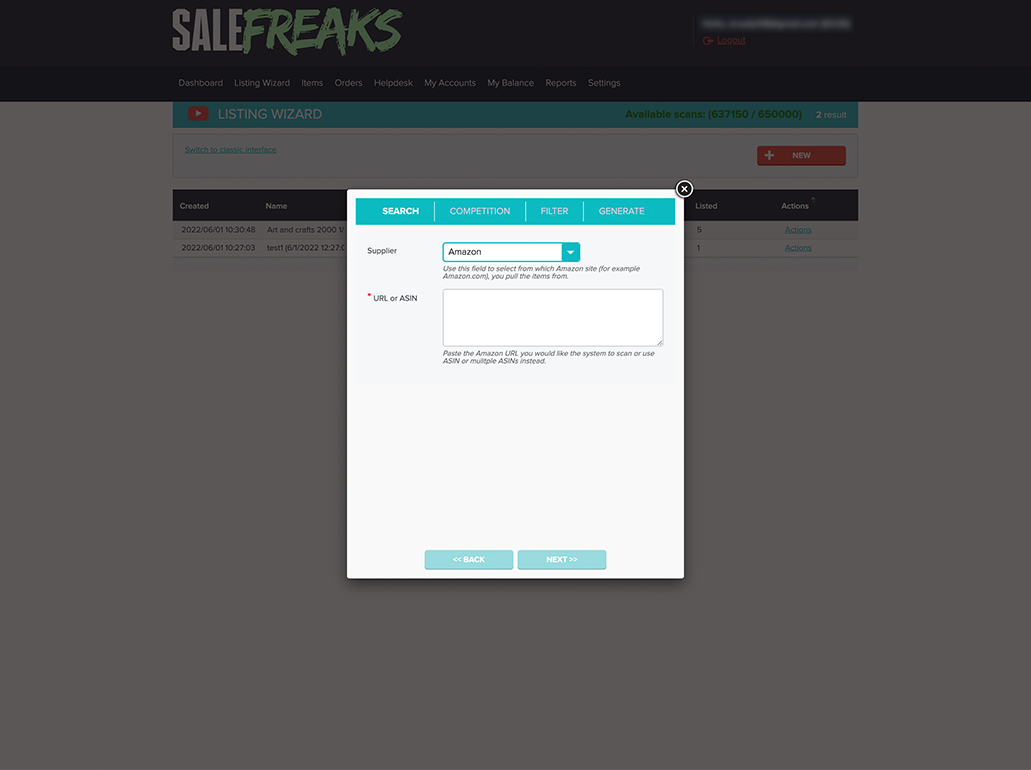 SALEFREAKS
Logout
Dashboard Listing Wizard Items Orders Helpdesk My Accounts My Balance Reports Settings
LISTING WIZARD Available scans: (637150 / 650000) 2 result
Switch to classic interface
+ NEW
Created Name Listed Actions
2022/06/01 10:30:48 Art and crafts 2000 1/ 5 Actions
2022/06/01 10:27:03 test1 (6/1/2022 12:27:0 1 Actions
SEARCH COMPETITION FILTER GENERATE
Supplier Amazon
Use this field to select from which Amazon site (for example
Amazon.com), you pull the items from.
* URL or ASIN
Paste the Amazon URL you would like the system to scan or use
ASIN or mulitple ASINs instead.
<< BACK NEXT >>